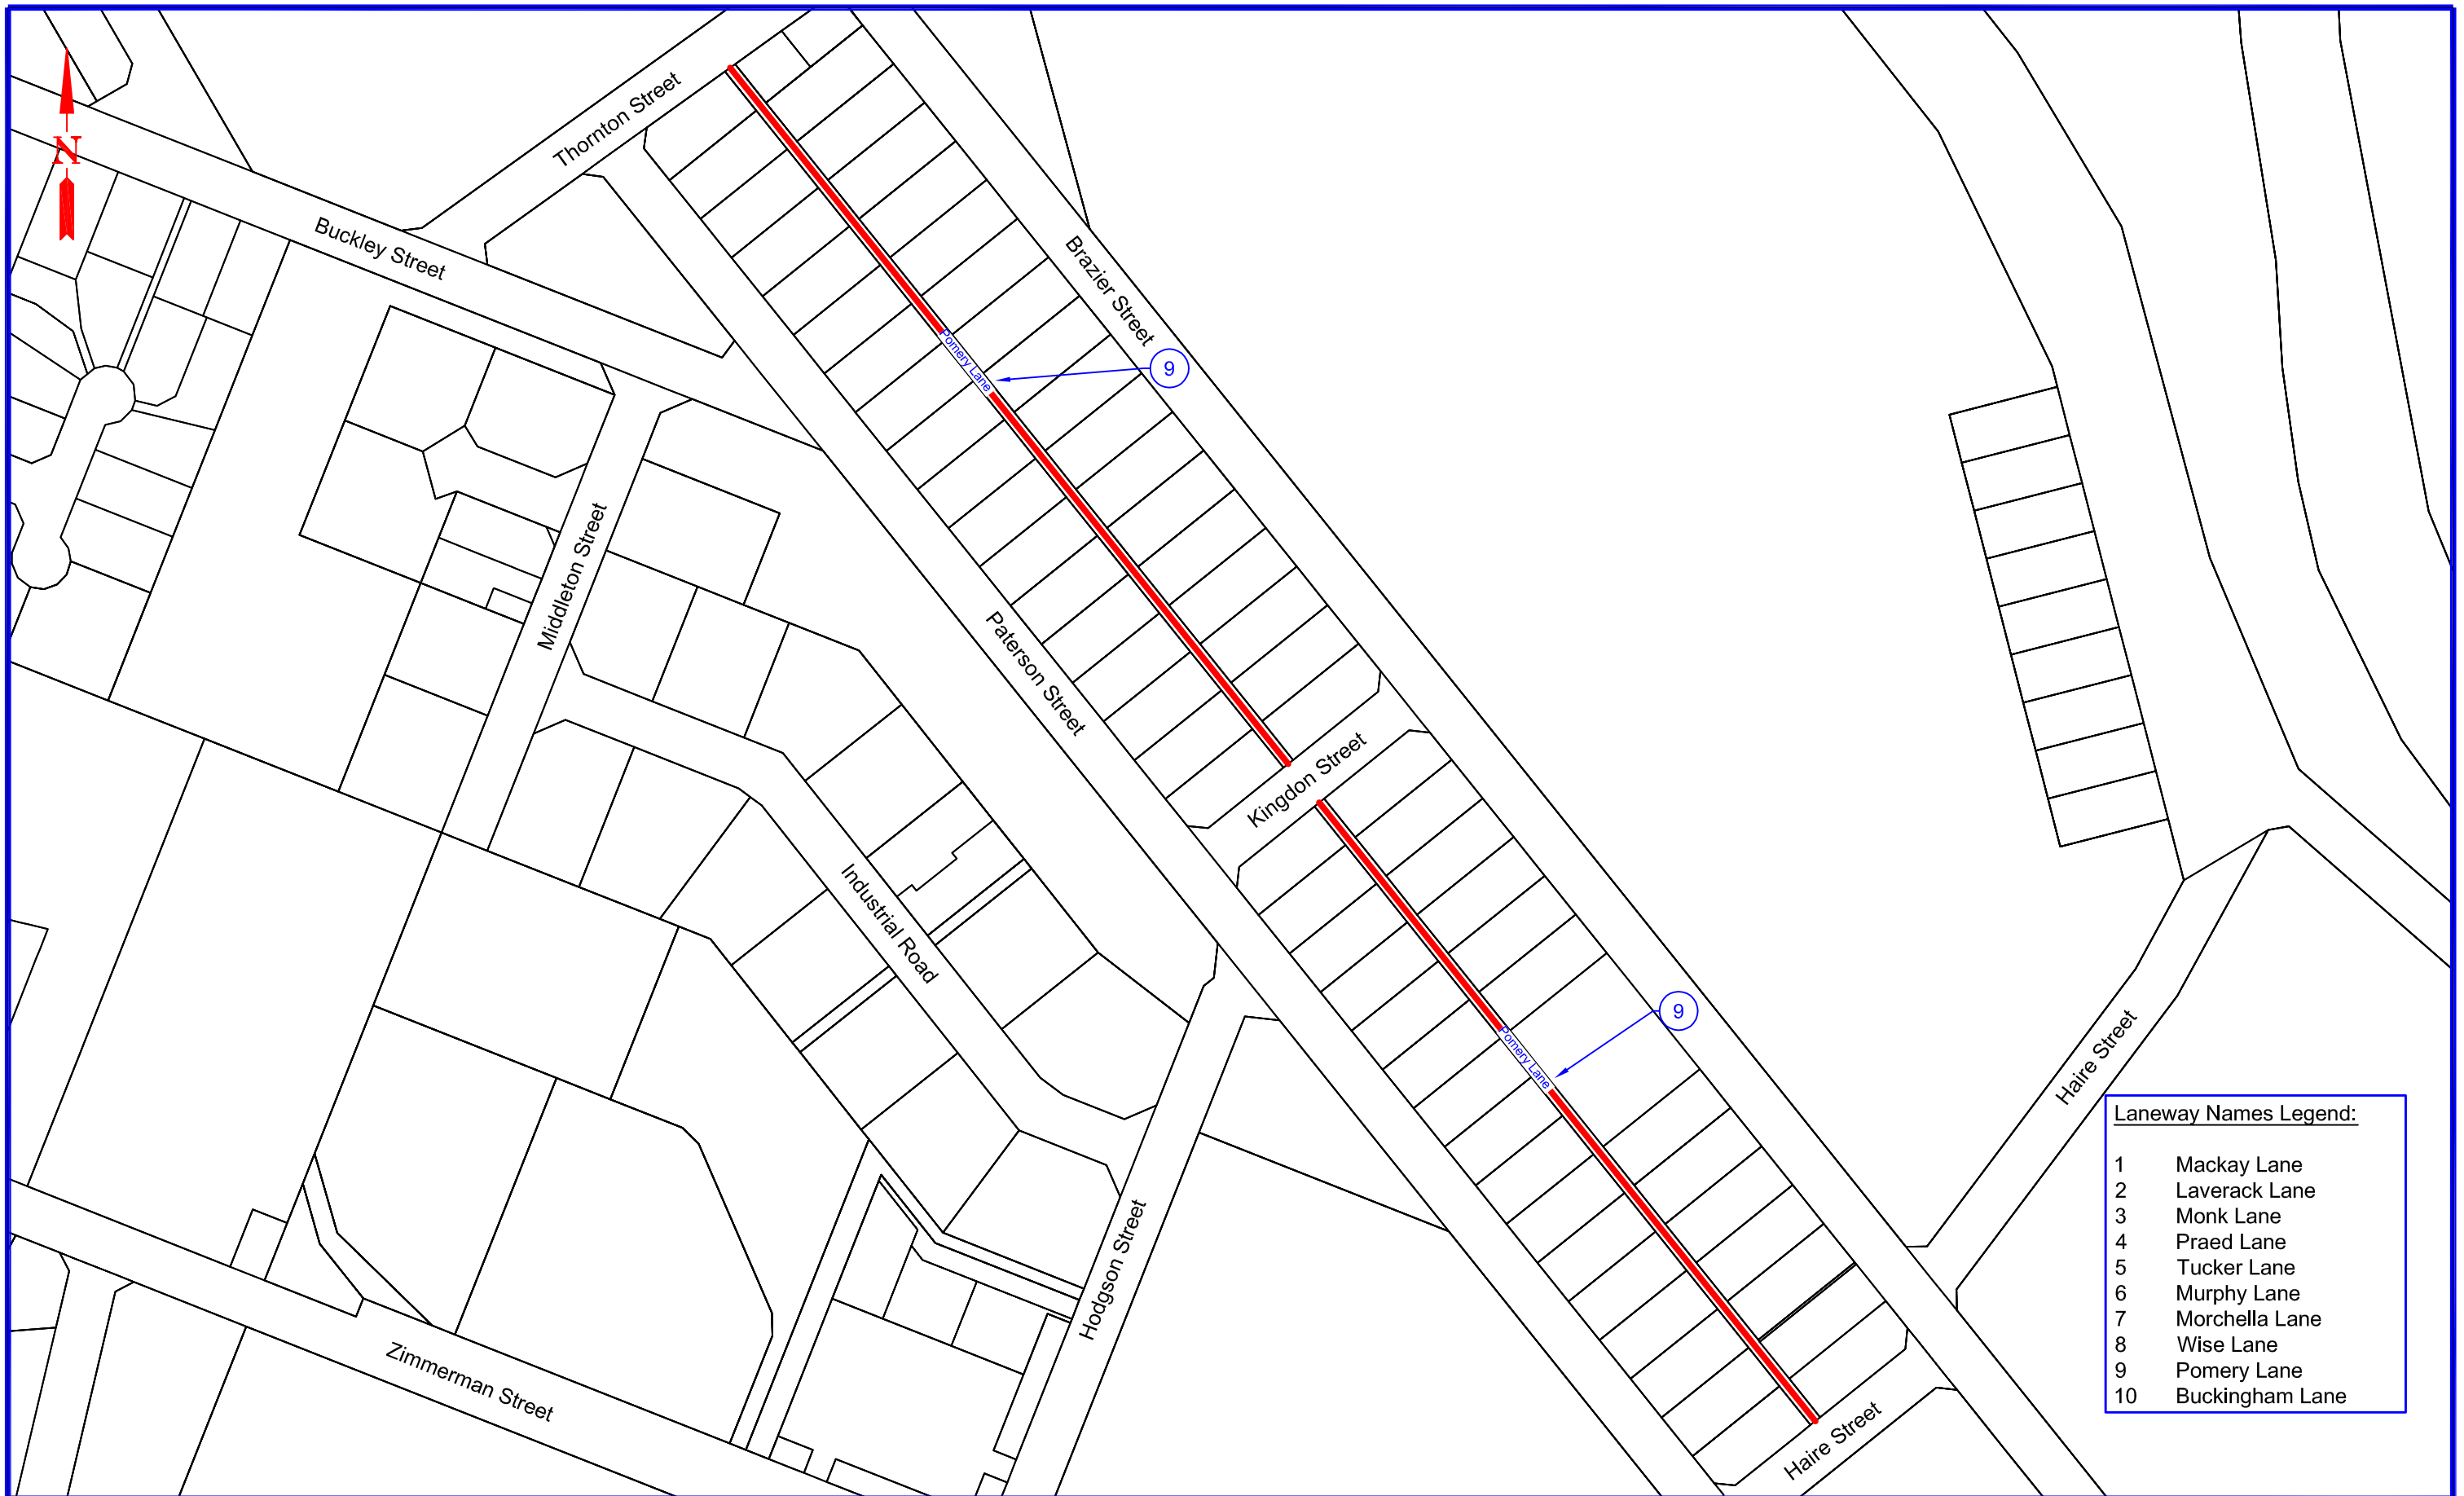 N
Thornton Street
Buckley Street
Brazier Street
Pomery Lane
9
Middleton Street
Paterson Street
Kingdon Street
Industrial Road
9
Pomery Lane
Haire Street
Hodgson Street
Zimmerman Street
Haire Street
Laneway Names Legend:
1 Mackay Lane
2 Laverack Lane
3 Monk Lane
4 Praed Lane
5 Tucker Lane
6 Murphy Lane
7 Morchella Lane
8 Wise Lane
9 Pomery Lane
10 Buckingham Lane